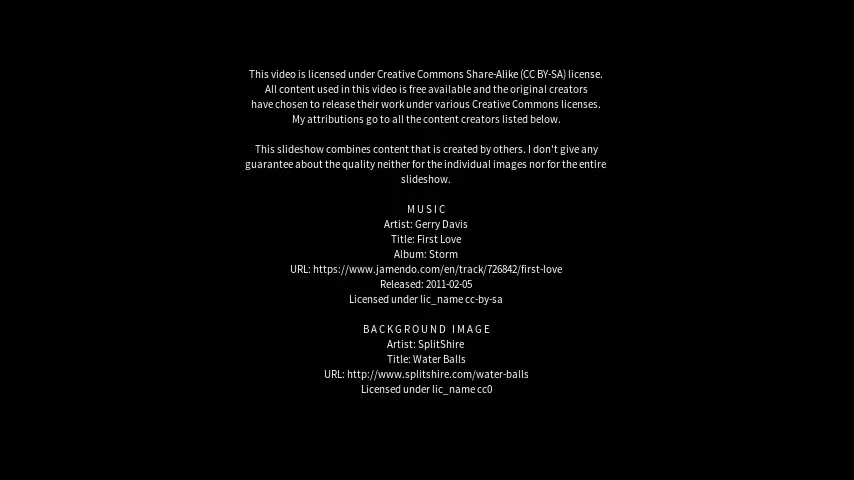 This video is licensed under Creative Commons Share-Alike (CC BY-SA) license.
All content used in this video is free available and the original creators
have chosen to release their work under various Creative Commons licenses.
My attributions go to all the content creators listed below.
This slideshow combines content that is created by others. I don't give any
guarantee about the quality neither for the individual images nor for the entire
slideshow.
MUSIC
Artist: Gerry Davis
Title: First Love
Album: Storm
URL: https://www.jamendo.com/en/track/726842/first-love
Released: 2011-02-05
Licensed under lic_name cc-by-sa
BACKGROUND IMAGE
Artist: SplitShire
Title: Water Balls
URL: http://www.splitshire.com/water-balls
Licensed under lic_name cc0